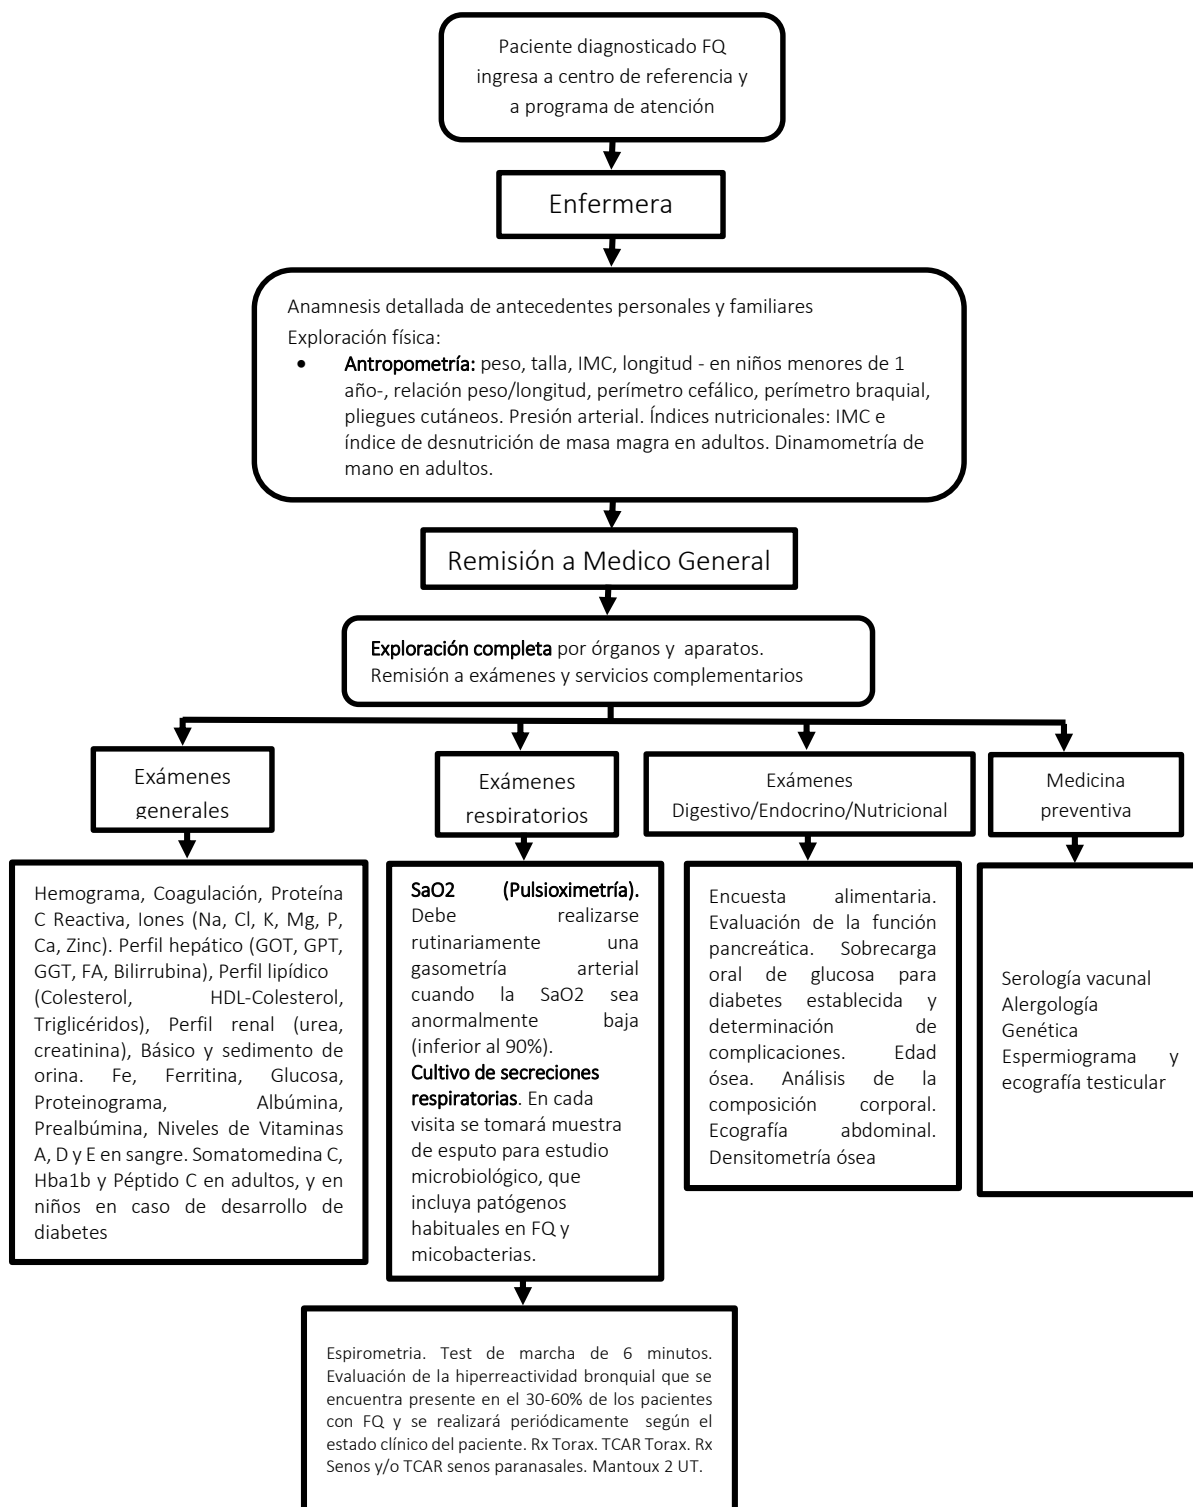 Paciente diagnosticado FQ
ingresa a centro de referencia y
a programa de atención
Enfermera
Anamnesis detallada de antecedentes personales y familiares
Exploración física:
• Antropometría: peso, talla, IMC, longitud - en niños menores de 1
año-, relación peso/longitud, perímetro cefálico, perímetro braquial,
pliegues cutáneos. Presión arterial. Índices nutricionales: IMC e
índice de desnutrición de masa magra en adultos. Dinamometría de
mano en adultos.
Remisión a Medico General
Exploración completa por órganos y aparatos.
Remisión a exámenes y servicios complementarios
Exámenes
generales
Exámenes
respiratorios
Exámenes
Digestivo/Endocrino/Nutricional
Medicina
preventiva
Hemograma, Coagulación, Proteína
C Reactiva, Iones (Na, Cl, K, Mg, P,
Ca, Zinc). Perfil hepático (GOT, GPT,
GGT, FA, Bilirrubina), Perfil lipídico
(Colesterol, HDL-Colesterol,
Triglicéridos), Perfil renal (urea,
creatinina), Básico y sedimento de
orina. Fe, Ferritina, Glucosa,
Proteinograma, Albúmina,
Prealbúmina, Niveles de Vitaminas
A, D y E en sangre. Somatomedina C,
Hba1b y Péptido C en adultos, y en
niños en caso de desarrollo de
diabetes
SaO2 (Pulsioximetría).
Debe realizarse
rutinariamente una
gasometría arterial
cuando la SaO2 sea
anormalmente baja
(inferior al 90%).
Cultivo de secreciones
respiratorias. En cada
visita se tomará muestra
de esputo para estudio
microbiológico, que
incluya patógenos
habituales en FQ y
micobacterias.
Encuesta alimentaria.
Evaluación de la función
pancreática. Sobrecarga
oral de glucosa para
diabetes establecida y
determinación de
complicaciones. Edad
ósea. Análisis de la
composición corporal.
Ecografía abdominal.
Densitometría ósea
Serología vacunal
Alergología
Genética
Espermiograma y
ecografía testicular
Espirometria. Test de marcha de 6 minutos.
Evaluación de la hiperreactividad bronquial que se
encuentra presente en el 30-60% de los pacientes
con FQ y se realizará periódicamente según el
estado clínico del paciente. Rx Torax. TCAR Torax. Rx
Senos y/o TCAR senos paranasales. Mantoux 2 UT.